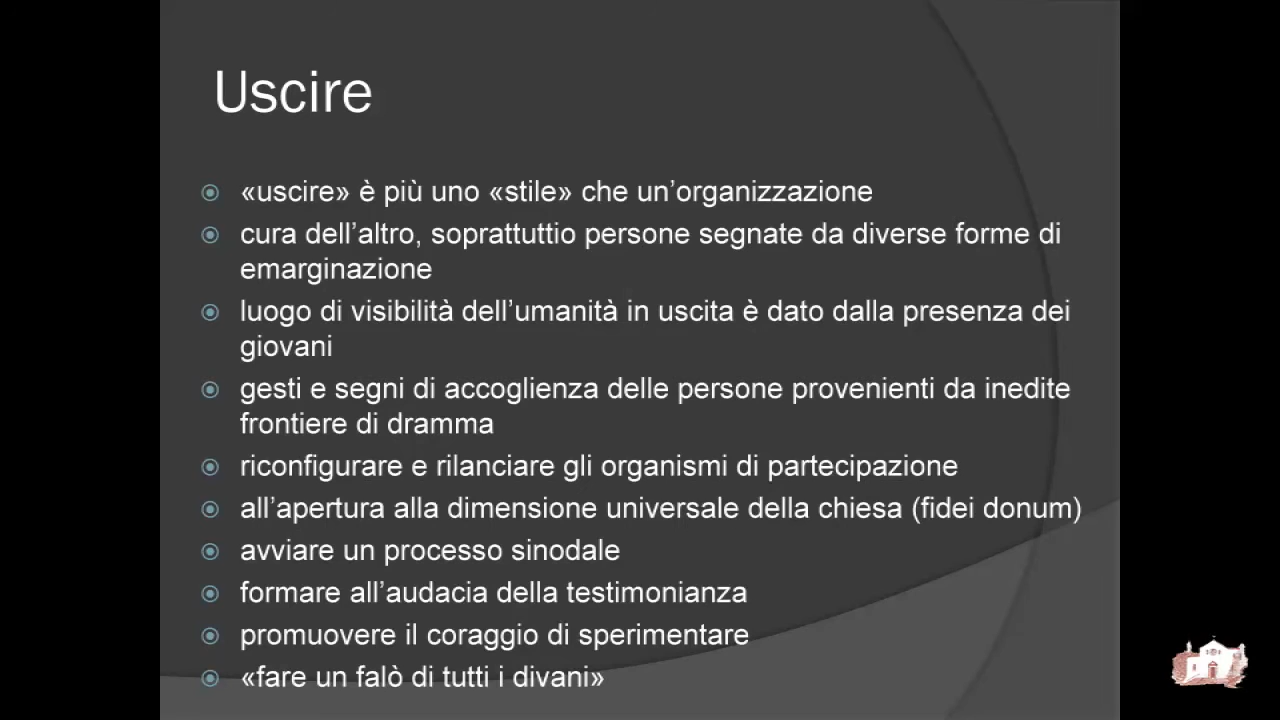 Uscire
«uscire» è più uno «stile» che un’organizzazione
cura dell’altro, soprattuttio persone segnate da diverse forme di
emarginazione
luogo di visibilità dell’umanità in uscita è dato dalla presenza dei
giovani
gesti e segni di accoglienza delle persone provenienti da inedite
frontiere di dramma
riconfigurare e rilanciare gli organismi di partecipazione
all’apertura alla dimensione universale della chiesa (fidei donum)
avviare un processo sinodale
formare all’audacia della testimonianza
promuovere il coraggio di sperimentare
«fare un falò di tutti i divani»